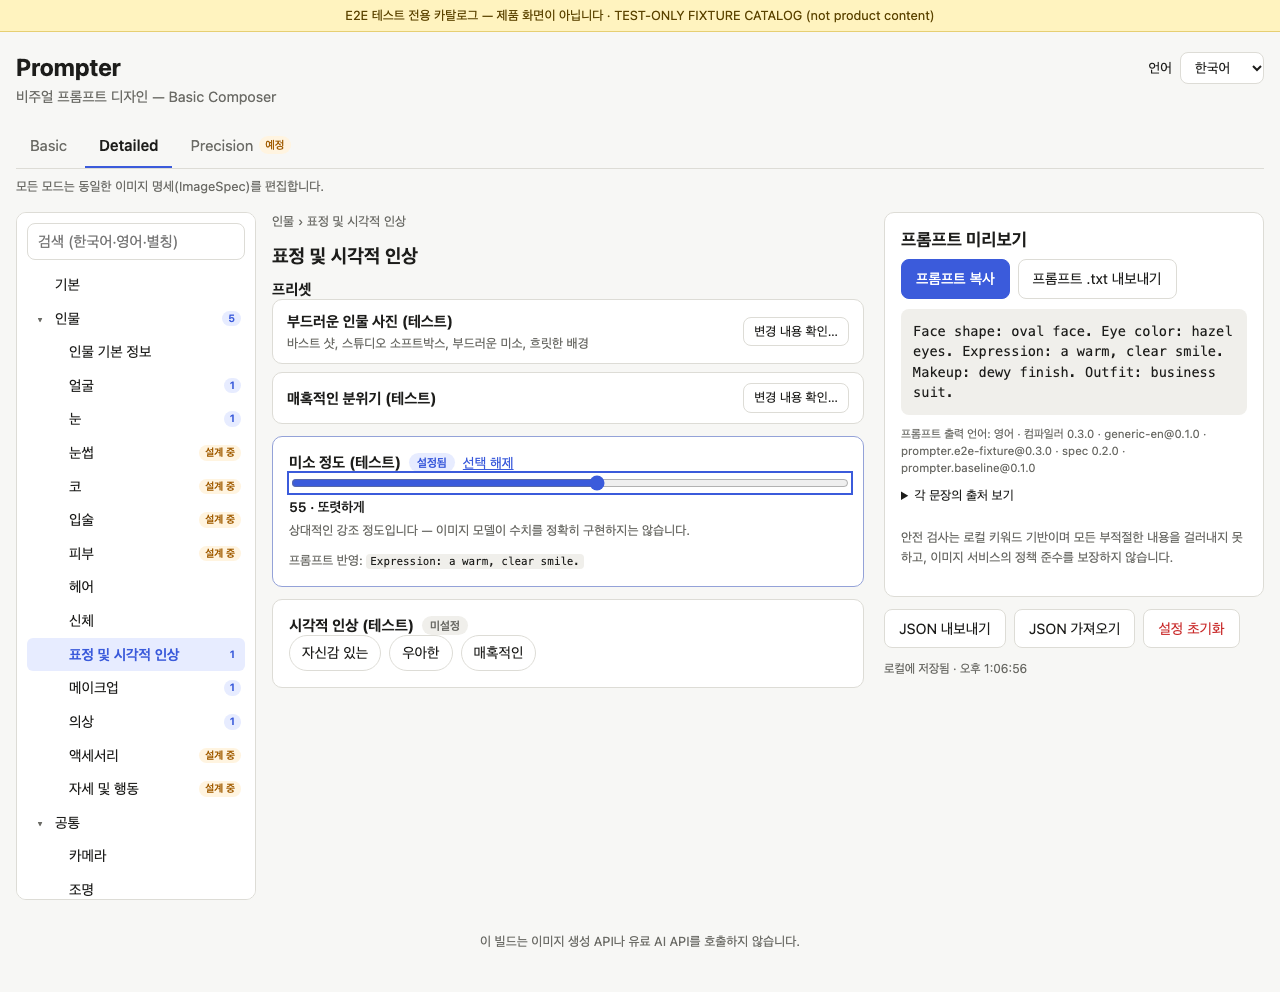 E2E 테스트 전용 카탈로그 — 제품 화면이 아닙니다 · TEST-ONLY FIXTURE CATALOG (not product content)
Prompter
언어
한국어
비주얼 프롬프트 디자인 — Basic Composer
Basic
Detailed
Precision 예정
모든 모드는 동일한 이미지 명세(ImageSpec)를 편집합니다.
검색 (한국어·영어·별칭)
기본
▾ 인물 5
인물 기본 정보
얼굴 1
눈 1
눈썹 설계 중
코 설계 중
입술 설계 중
피부 설계 중
헤어
신체
표정 및 시각적 인상 1
메이크업 1
의상 1
액세서리 설계 중
자세 및 행동 설계 중
▾ 공통
카메라
조명
인물 › 표정 및 시각적 인상
표정 및 시각적 인상
프리셋
부드러운 인물 사진 (테스트)
바스트 샷, 스튜디오 소프트박스, 부드러운 미소, 흐릿한 배경
변경 내용 확인…
매혹적인 분위기 (테스트)
변경 내용 확인…
미소 정도 (테스트) 설정됨 선택 해제
55 · 또렷하게
상대적인 강조 정도입니다 — 이미지 모델이 수치를 정확히 구현하지는 않습니다.
프롬프트 반영: Expression: a warm, clear smile.
시각적 인상 (테스트) 미설정
자신감 있는
우아한
매혹적인
프롬프트 미리보기
프롬프트 복사
프롬프트 .txt 내보내기
Face shape: oval face. Eye color: hazel
eyes. Expression: a warm, clear smile.
Makeup: dewy finish. Outfit: business
suit.
프롬프트 출력 언어: 영어 · 컴파일러 0.3.0 · generic-en@0.1.0 ·
prompter.e2e-fixture@0.3.0 · spec 0.2.0 ·
prompter.baseline@0.1.0
▶ 각 문장의 출처 보기
안전 검사는 로컬 키워드 기반이며 모든 부적절한 내용을 걸러내지 못
하고, 이미지 서비스의 정책 준수를 보장하지 않습니다.
JSON 내보내기
JSON 가져오기
설정 초기화
로컬에 저장됨 · 오후 1:06:56
이 빌드는 이미지 생성 API나 유료 AI API를 호출하지 않습니다.